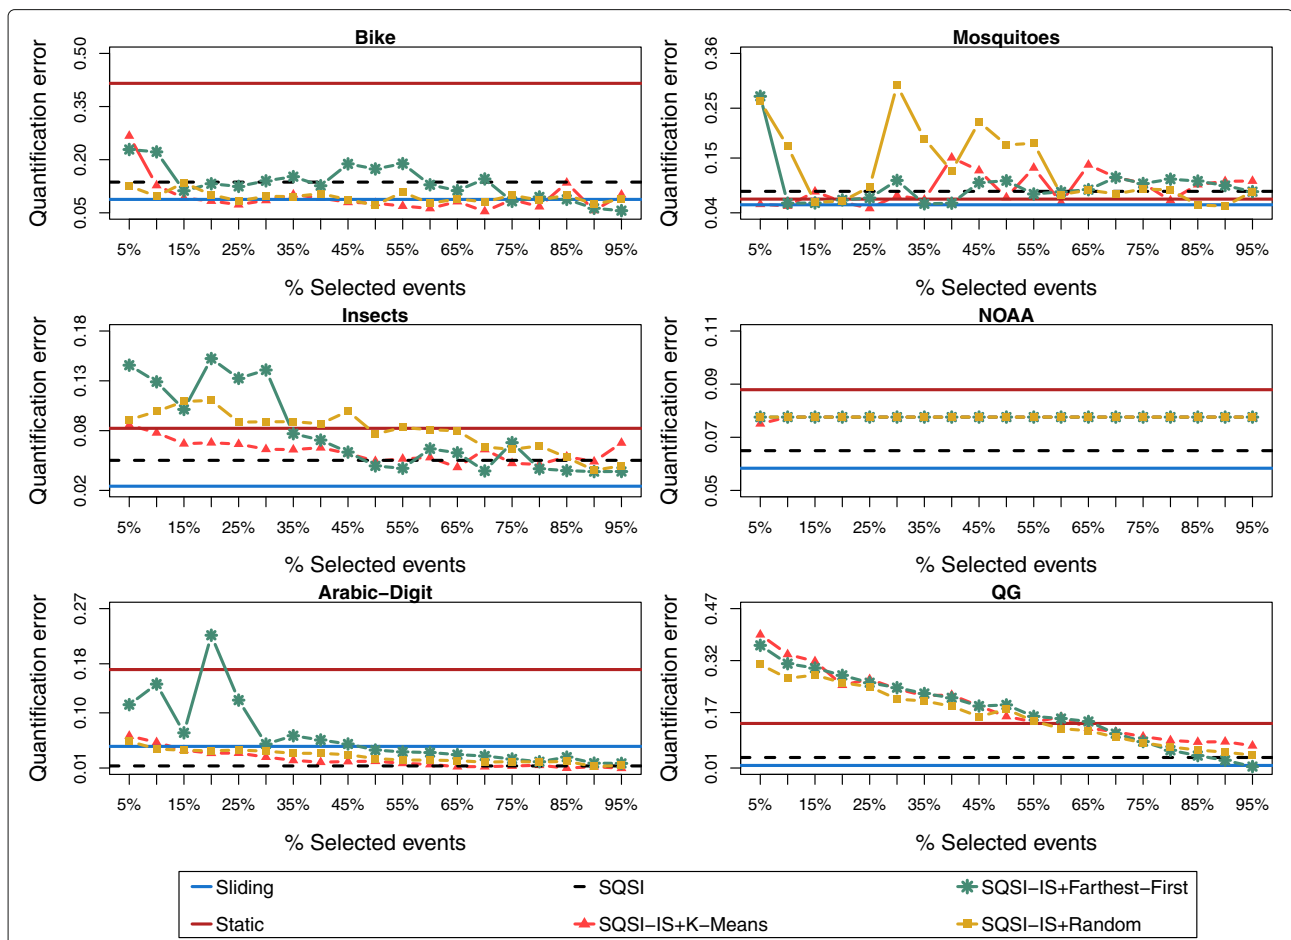 Bike
Quantification error
0.50
0.35
0.20
0.05
5% 15% 25% 35% 45% 55% 65% 75% 85% 95%
% Selected events
Mosquitoes
Quantification error
0.36
0.25
0.15
0.04
5% 15% 25% 35% 45% 55% 65% 75% 85% 95%
% Selected events
Insects
Quantification error
0.18
0.13
0.08
0.02
5% 15% 25% 35% 45% 55% 65% 75% 85% 95%
% Selected events
NOAA
Quantification error
0.11
0.09
0.07
0.05
5% 15% 25% 35% 45% 55% 65% 75% 85% 95%
% Selected events
Arabic−Digit
Quantification error
0.27
0.18
0.10
0.01
5% 15% 25% 35% 45% 55% 65% 75% 85% 95%
% Selected events
QG
Quantification error
0.47
0.32
0.17
0.01
5% 15% 25% 35% 45% 55% 65% 75% 85% 95%
% Selected events
Sliding
SQSI
SQSI−IS+Farthest−First
Static
SQSI−IS+K−Means
SQSI−IS+Random